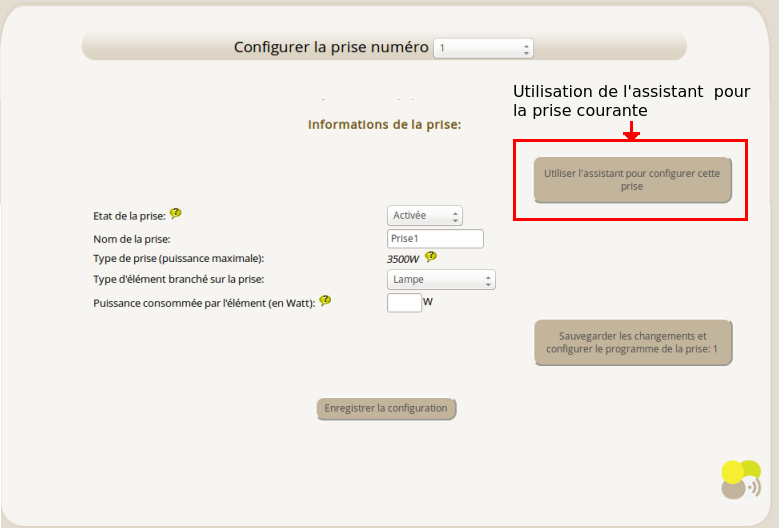 Configurer la prise numéro 1
Utilisation de l'assistant pour
la prise courante
Informations de la prise:
Utiliser l'assistant pour configurer cette
prise
Etat de la prise: ? Activée
Nom de la prise: Prise1
Type de prise (puissance maximale): 3500W ?
Type d'élément branché sur la prise: Lampe
Puissance consommée par l'élément (en Watt): ? W
Sauvegarder les changements et
configurer le programme de la prise: 1
Enregistrer la configuration